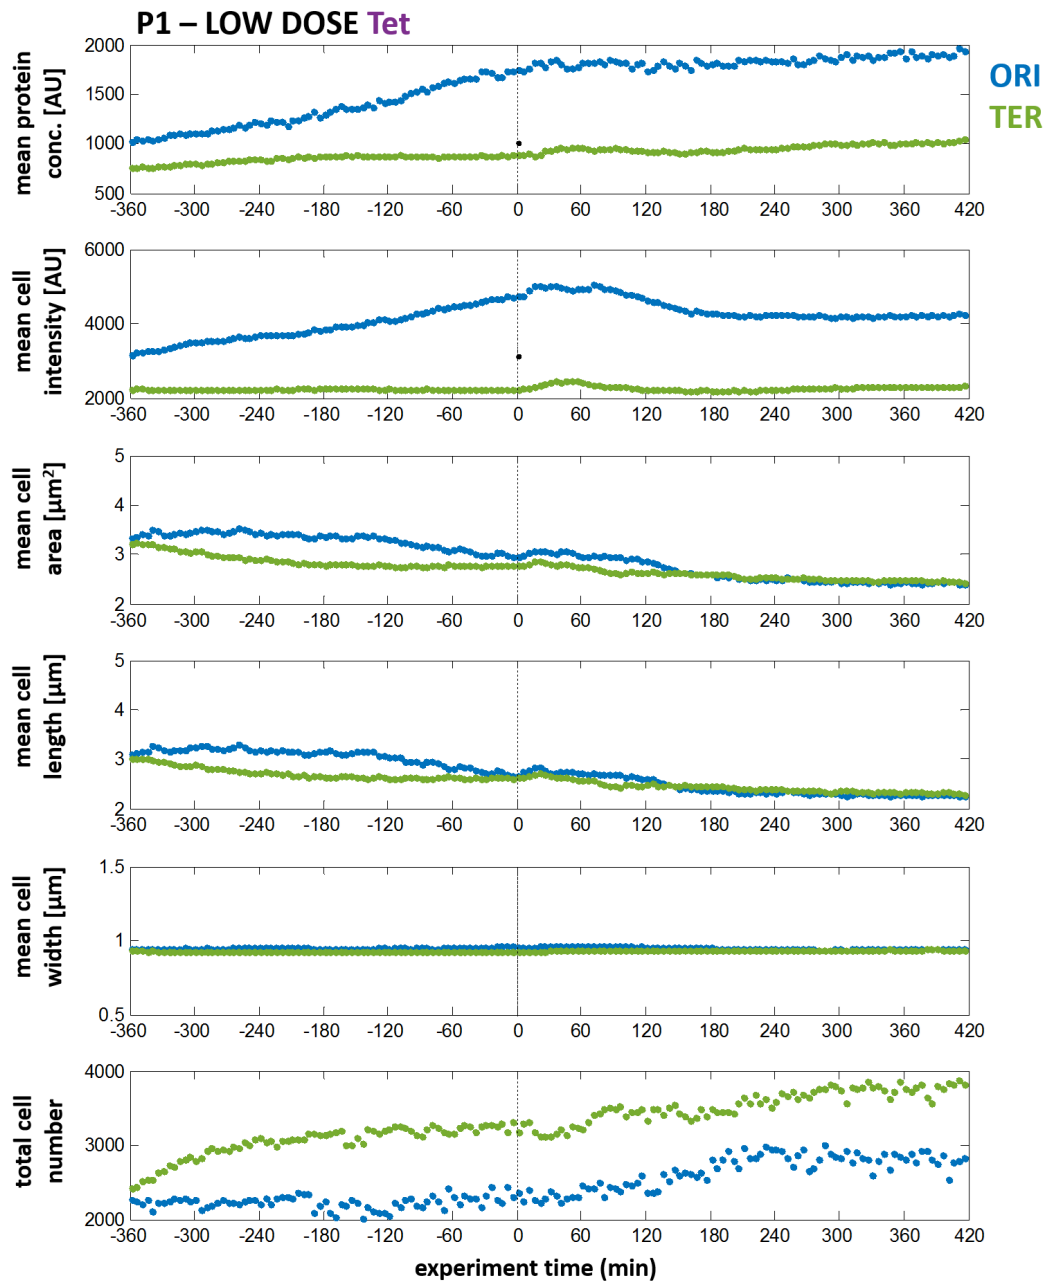 P1 – LOW DOSE Tet
ORI
TER
mean protein
conc. [AU]
2000
1500
1000
500
-360 -300 -240 -180 -120 -60 0 60 120 180 240 300 360 420
mean cell
intensity [AU]
6000
4000
2000
-360 -300 -240 -180 -120 -60 0 60 120 180 240 300 360 420
mean cell
area [µm²]
5
4
3
2
-360 -300 -240 -180 -120 -60 0 60 120 180 240 300 360 420
mean cell
length [µm]
5
4
3
2
-360 -300 -240 -180 -120 -60 0 60 120 180 240 300 360 420
mean cell
width [µm]
1.5
1
0.5
-360 -300 -240 -180 -120 -60 0 60 120 180 240 300 360 420
total cell
number
4000
3000
2000
-360 -300 -240 -180 -120 -60 0 60 120 180 240 300 360 420
experiment time (min)